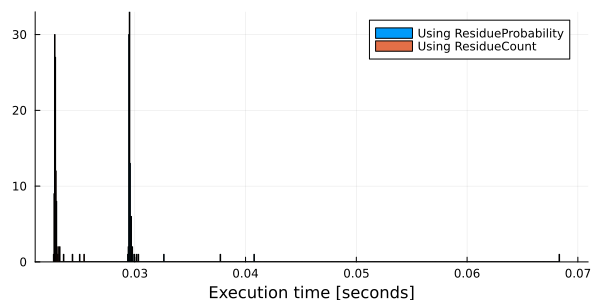 30
20
10
0
Using ResidueProbability
Using ResidueCount
0.03 0.04 0.05 0.06 0.07
Execution time [seconds]